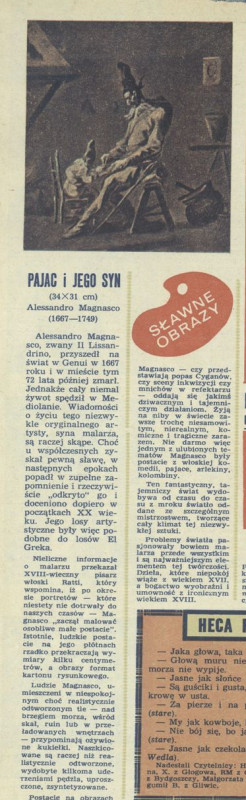 PAJAC i JEGO SYN
(34×31 cm)
Alessandro Magnasco
(1667—1749)
Alessandro Magna-
sco, zwany Il Lissan-
drino, przyszedł na
świat w Genui w 1667
roku i w mieście tym
72 lata później zmarł.
Jednakże cały niemal
żywot spędził w Me-
diolanie. Wiadomości
o życiu tego niezwy-
kle oryginalnego ar-
tysty, syna malarza,
są raczej skąpe. Choć
u współczesnych zy-
skał pewną sławę, w
następnych epokach
popadł w zupełne za-
pomnienie i rzeczywi-
ście „odkryto" go i
doceniono dopiero w
początkach XX wie-
ku. Jego losy arty-
styczne były więc po-
dobne do losów El
Greka.
Nieliczne informacje
o malarzu przekazał
XVIII-wieczny pisarz
włoski Ratti, który
wspomina, iż po okre-
sie portretów — które
niestety nie dotrwały do
naszych czasów — Ma-
gnasco „zaczął malować
osobliwe małe postacie".
Istotnie, ludzkie posta-
cie na jego płótnach
rzadko przekraczają wy-
miary kilku centyme-
trów, a obrazy format
kartonu rysunkowego.
Ludzie Magnasco, u-
mieszczeni w niespokoj-
nym choć realistycznie
odtworzonym tle — nad
brzegiem morza, wśród
skał, ruin lub w prze-
ładowanych wnętrzach
— przypominają ożywio-
ne kukiełki. Naszkico-
wane są raczej niż rea-
listycznie odtworzone,
wydobyte kilkoma ude-
rzeniami pędzla, uprosz-
czone, zsyntetyzowane.
Postacie na obrazach
SŁAWNE
OBRAZY
Magnasco — czy przed-
stawiają popas Cyganów,
czy sceny inkwizycji czy
mnichów w refektarzu
— oddają się jakimś
dziwacznym i tajemni-
czym działaniom. Żyją
na niby w świecie za-
wsze trochę niesamowi-
tym, nierealnym, ko-
micznie i tragicznie zara-
zem. Nie darmo więc
jednym z ulubionych te-
matów Magnasco były
postacie z włoskiej ko-
medii, pajace, arlekiny,
kolombiny.
Ten fantastyczny, ta-
jemniczy świat wydo-
bywa od czasu do cza-
su z mroku światło od-
dane ze szczególnym
mistrzostwem, tworzące
cały klimat tej niezwy-
kłej sztuki.
Problemy światła pa-
sjonowały bowiem ma-
larza przede wszystkim
i są najważniejszym ele-
mentem tej twórczości.
Dzieła, które niepokój
wiąże z wiekiem XVII,
a bogactwo wyobraźni i
umowność z ironicznym
wiekiem XVIII.
HECA
— Jaka głowa, taka
— Głową muru nie
morza nie wypije.
— Jasne jak słońce
— Są guściki i gusta
krowę w usta.
— Za pierze i na
(stare).
— My jak kowboje,
— Nie bój się, bo ja
(stare).
— Jasne jak czekola
Wedla).
Nadesłali Czytelnicy: H
na, X. z Głogowa, RM z
z Bydgoszczy, Małgorzata
gumił B. z Gliwic.